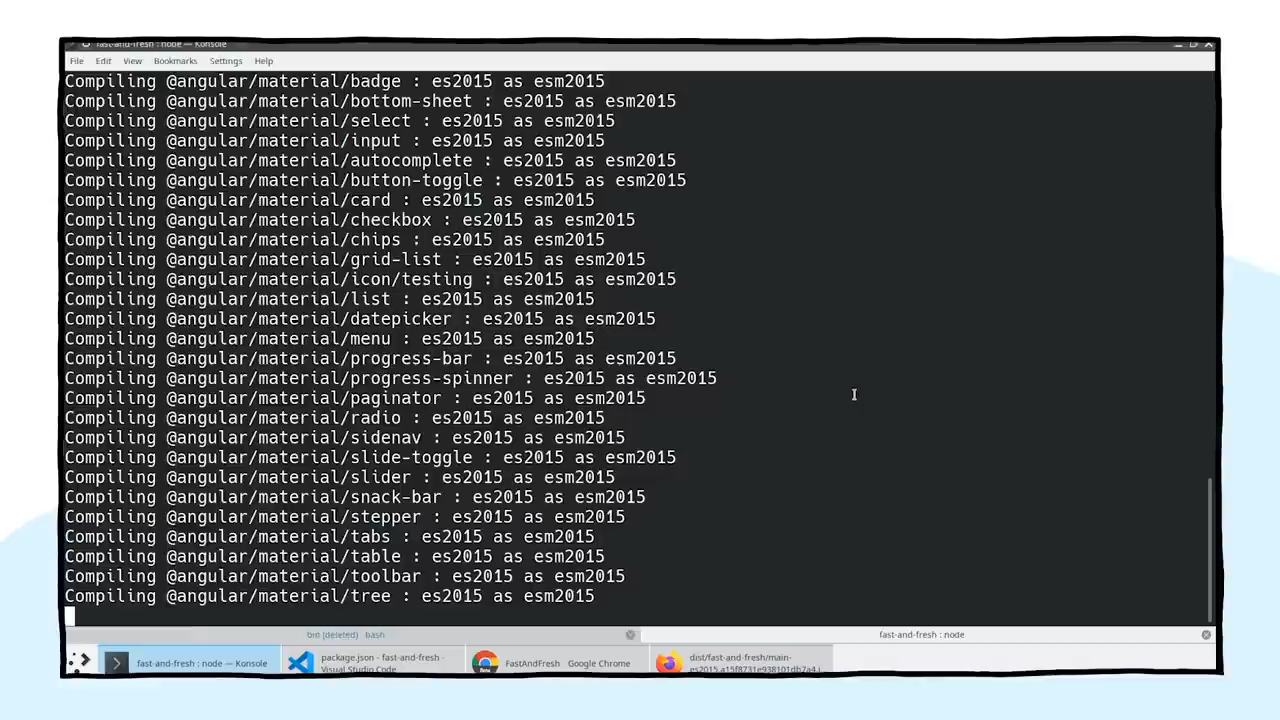 fast-and-fresh : node — Konsole
File Edit View Bookmarks Settings Help
Compiling @angular/material/badge : es2015 as esm2015
Compiling @angular/material/bottom-sheet : es2015 as esm2015
Compiling @angular/material/select : es2015 as esm2015
Compiling @angular/material/input : es2015 as esm2015
Compiling @angular/material/autocomplete : es2015 as esm2015
Compiling @angular/material/button-toggle : es2015 as esm2015
Compiling @angular/material/card : es2015 as esm2015
Compiling @angular/material/checkbox : es2015 as esm2015
Compiling @angular/material/chips : es2015 as esm2015
Compiling @angular/material/grid-list : es2015 as esm2015
Compiling @angular/material/icon/testing : es2015 as esm2015
Compiling @angular/material/list : es2015 as esm2015
Compiling @angular/material/datepicker : es2015 as esm2015
Compiling @angular/material/menu : es2015 as esm2015
Compiling @angular/material/progress-bar : es2015 as esm2015
Compiling @angular/material/progress-spinner : es2015 as esm2015
Compiling @angular/material/paginator : es2015 as esm2015
Compiling @angular/material/radio : es2015 as esm2015
Compiling @angular/material/sidenav : es2015 as esm2015
Compiling @angular/material/slide-toggle : es2015 as esm2015
Compiling @angular/material/slider : es2015 as esm2015
Compiling @angular/material/snack-bar : es2015 as esm2015
Compiling @angular/material/stepper : es2015 as esm2015
Compiling @angular/material/tabs : es2015 as esm2015
Compiling @angular/material/table : es2015 as esm2015
Compiling @angular/material/toolbar : es2015 as esm2015
Compiling @angular/material/tree : es2015 as esm2015
bin (deleted) bash
fast-and-fresh : node
fast-and-fresh : node — Konsole
package.json - fast-and-fresh -
Visual Studio Code
FastAndFresh Google Chrome
dist/fast-and-fresh/main-
es2015.a15f8731e938101db7a4.j